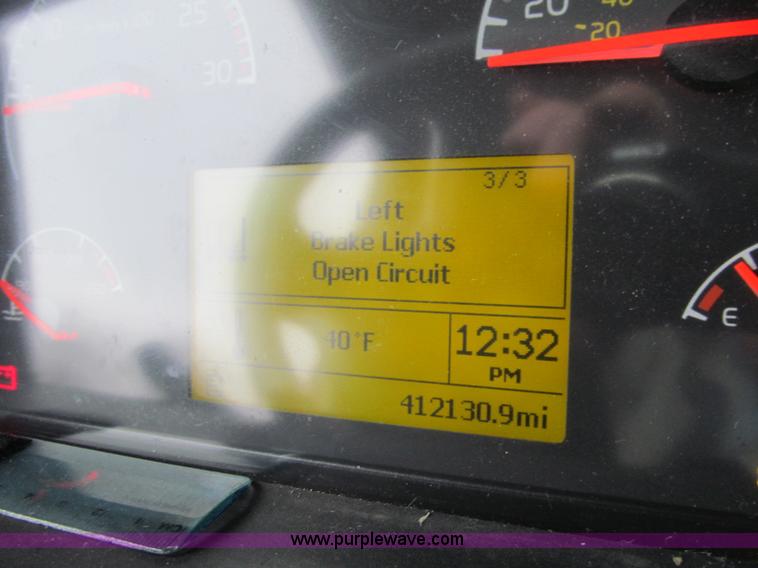 25
30
20
40
-20
3/3
Left
Brake Lights
Open Circuit
40°F
12:32
PM
412130.9mi
E
www.purplewave.com